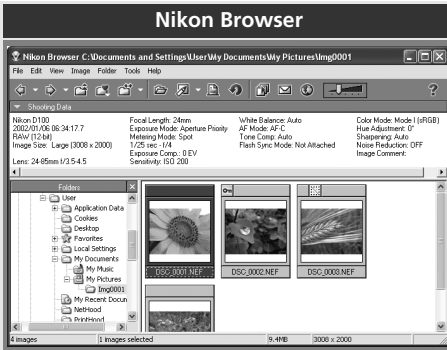 Nikon Browser
Nikon Browser C:\Documents and Settings\User\My Documents\My Pictures\Img0001
File Edit View Image Folder Tools Help
Shooting Data
Nikon D100
2002/01/06 06:34:17.7
RAW (12-bit)
Image Size: Large (3008 x 2000)
Lens: 24-85mm f/3.5-4.5
Focal Length: 24mm
Exposure Mode: Aperture Priority
Metering Mode: Spot
1/25 sec - f/4
Exposure Comp.: 0 EV
Sensitivity: ISO 200
White Balance: Auto
AF Mode: AF-C
Tone Comp: Auto
Flash Sync Mode: Not Attached
Color Mode: Mode I (sRGB)
Hue Adjustment: 0°
Sharpening: Auto
Noise Reduction: OFF
Image Comment:
Folders
User
Application Data
Cookies
Desktop
Favorites
Local Settings
My Documents
My Music
My Pictures
Img0001
My Recent Docun
NetHood
PrintHood
DSC_0001.NEF
DSC_0002.NEF
DSC_0003.NEF
4 images
1 images selected
9.4MB
3008 x 2000